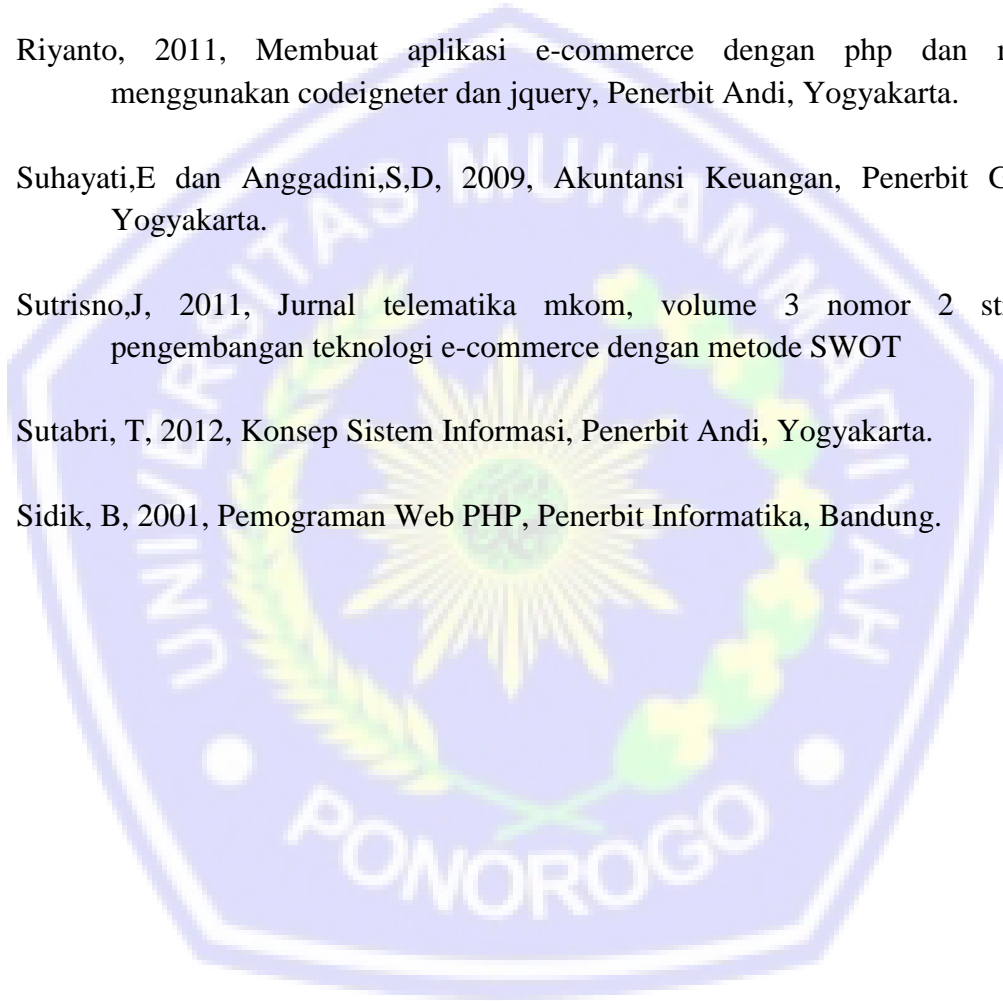 Riyanto, 2011, Membuat aplikasi e-commerce dengan php dan
menggunakan codeigneter dan jquery, Penerbit Andi, Yogyakarta.
Suhayati,E dan Anggadini,S,D, 2009, Akuntansi Keuangan, Penerbit
Yogyakarta.
Sutrisno,J, 2011, Jurnal telematika mkom, volume 3 nomor 2
pengembangan teknologi e-commerce dengan metode SWOT
Sutabri, T, 2012, Konsep Sistem Informasi, Penerbit Andi, Yogyakarta.
Sidik, B, 2001, Pemograman Web PHP, Penerbit Informatika, Bandung.
UNIVERSITAS MUHAMMADIYAH
PONOROGO